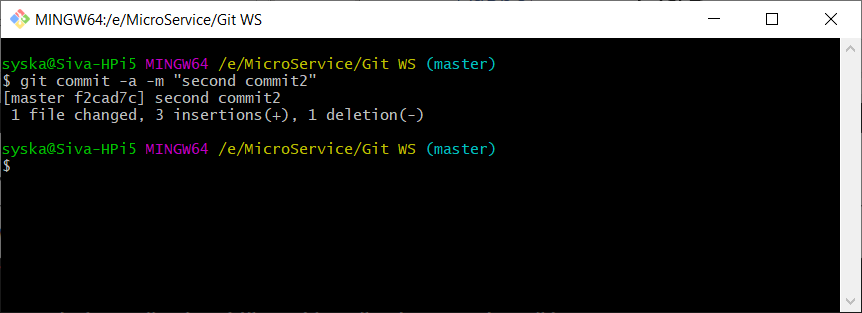 MINGW64:/e/MicroService/Git WS
syska@Siva-HPi5 MINGW64 /e/MicroService/Git WS (master)
$ git commit -a -m "second commit2"
[master f2cad7c] second commit2
 1 file changed, 3 insertions(+), 1 deletion(-)
syska@Siva-HPi5 MINGW64 /e/MicroService/Git WS (master)
$